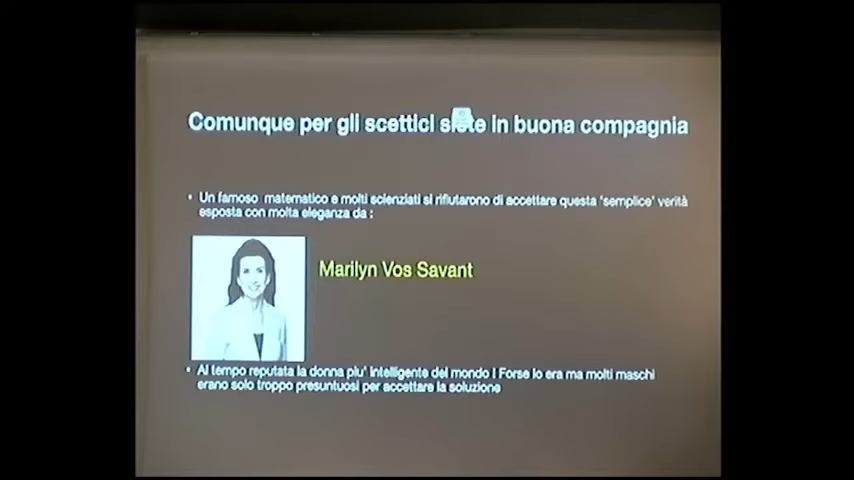 Comunque per gli scettici siete in buona compagnia
• Un famoso matematico e molti scienziati si rifiutarono di accettare questa 'semplice' verità
esposta con molta eleganza da :
Marilyn Vos Savant
• Al tempo reputata la donna piu' intelligente del mondo ! Forse lo era ma molti maschi
erano solo troppo presuntuosi per accettare la soluzione